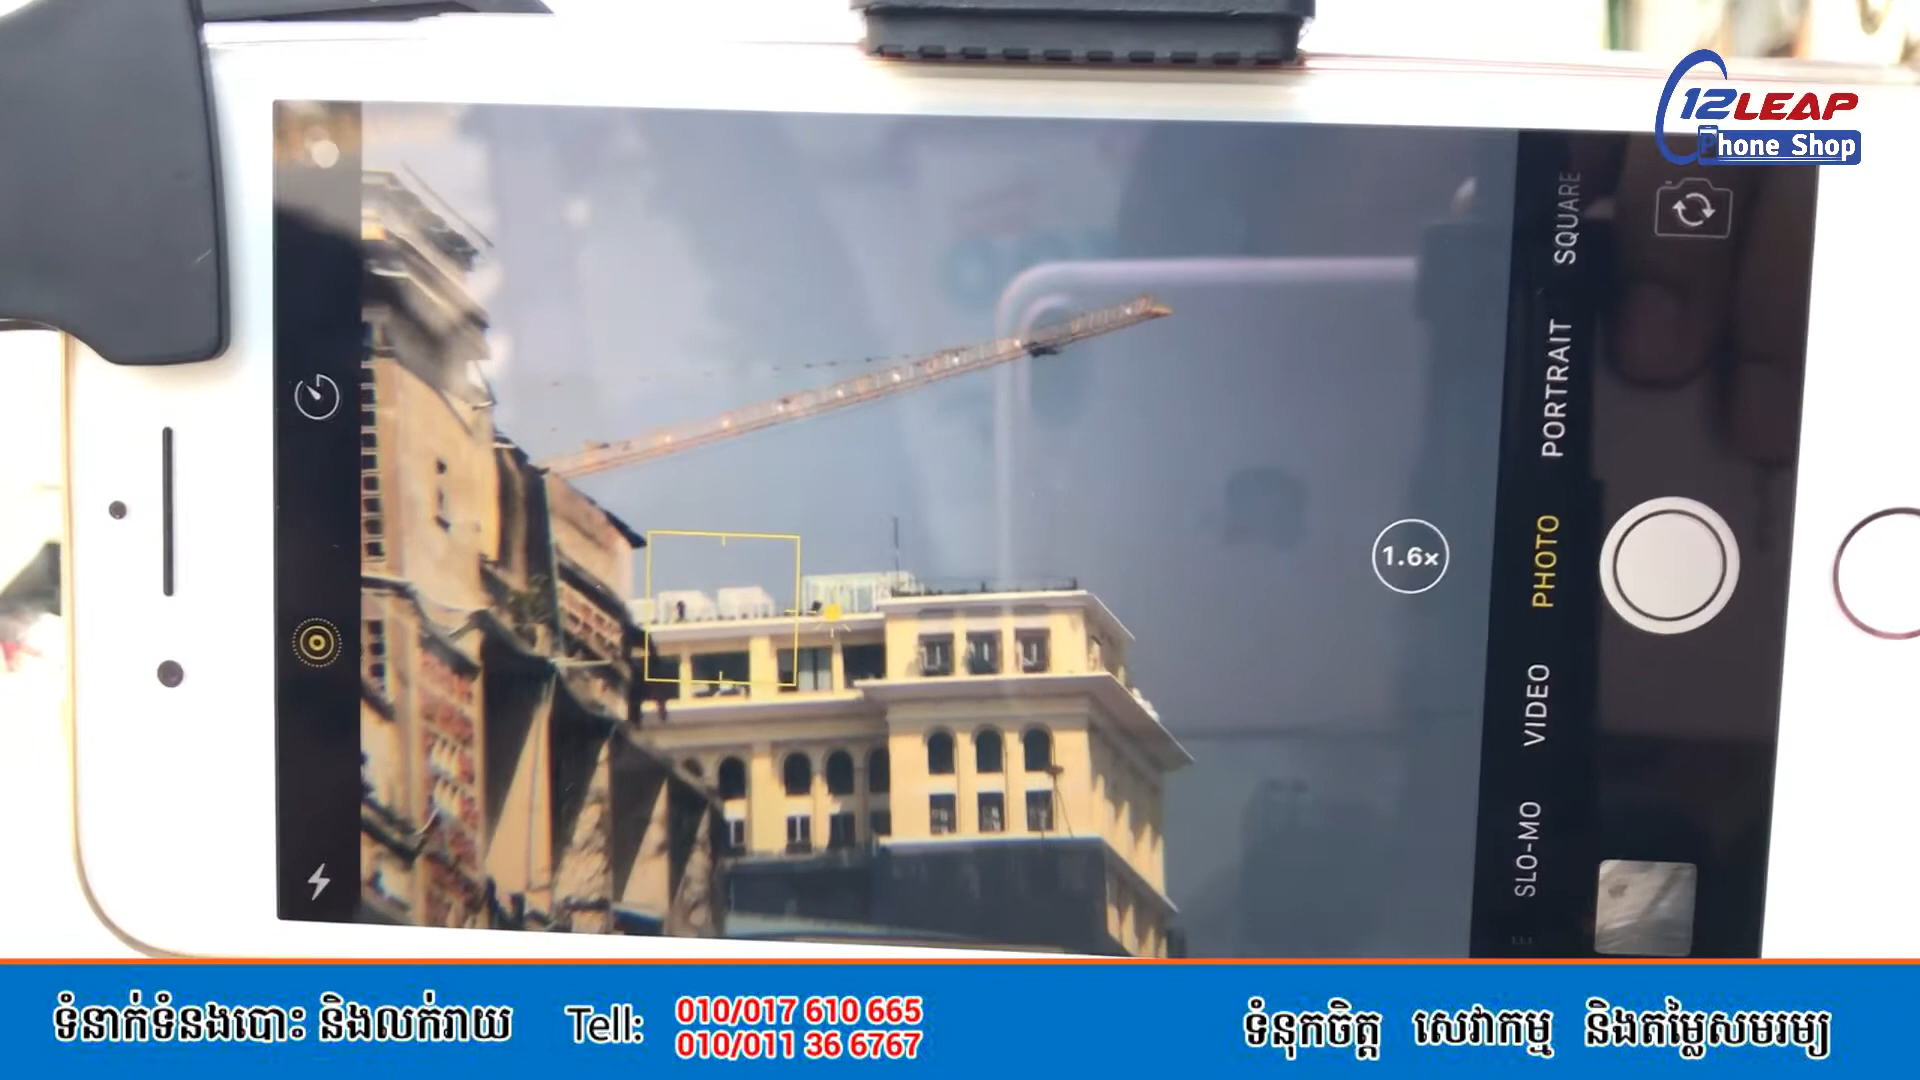 12LEAP
Phone Shop
SQUARE
PORTRAIT
PHOTO
VIDEO
SLO-MO
1.6x
ទំនាក់ទំនងបោះ និងលក់រាយ
Tell:
010/017 610 665
010/011 36 6767
ទំនុកចិត្ត សេវាកម្ម និងតម្លៃសមរម្យ